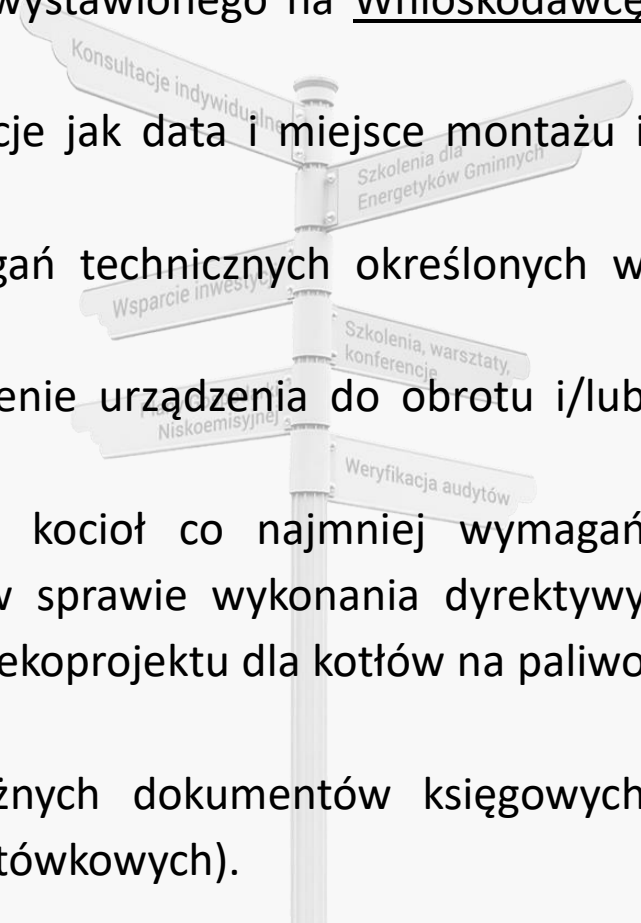 wystawionego na Wnioskodawcę
Konsultacje indywidualne
cje jak data i miejsce montażu i
Szkolenia dla
Energetyków Gminnych
gań technicznych określonych w
Wsparcie inwestycji
Szkolenia, warsztaty,
konferencje
enie urządzenia do obrotu i/lub
Niskoemisyjnej
Weryfikacja audytów
kocioł co najmniej wymagań
w sprawie wykonania dyrektywy
ekoprojektu dla kotłów na paliwo
żnych dokumentów księgowych
tówkowych).